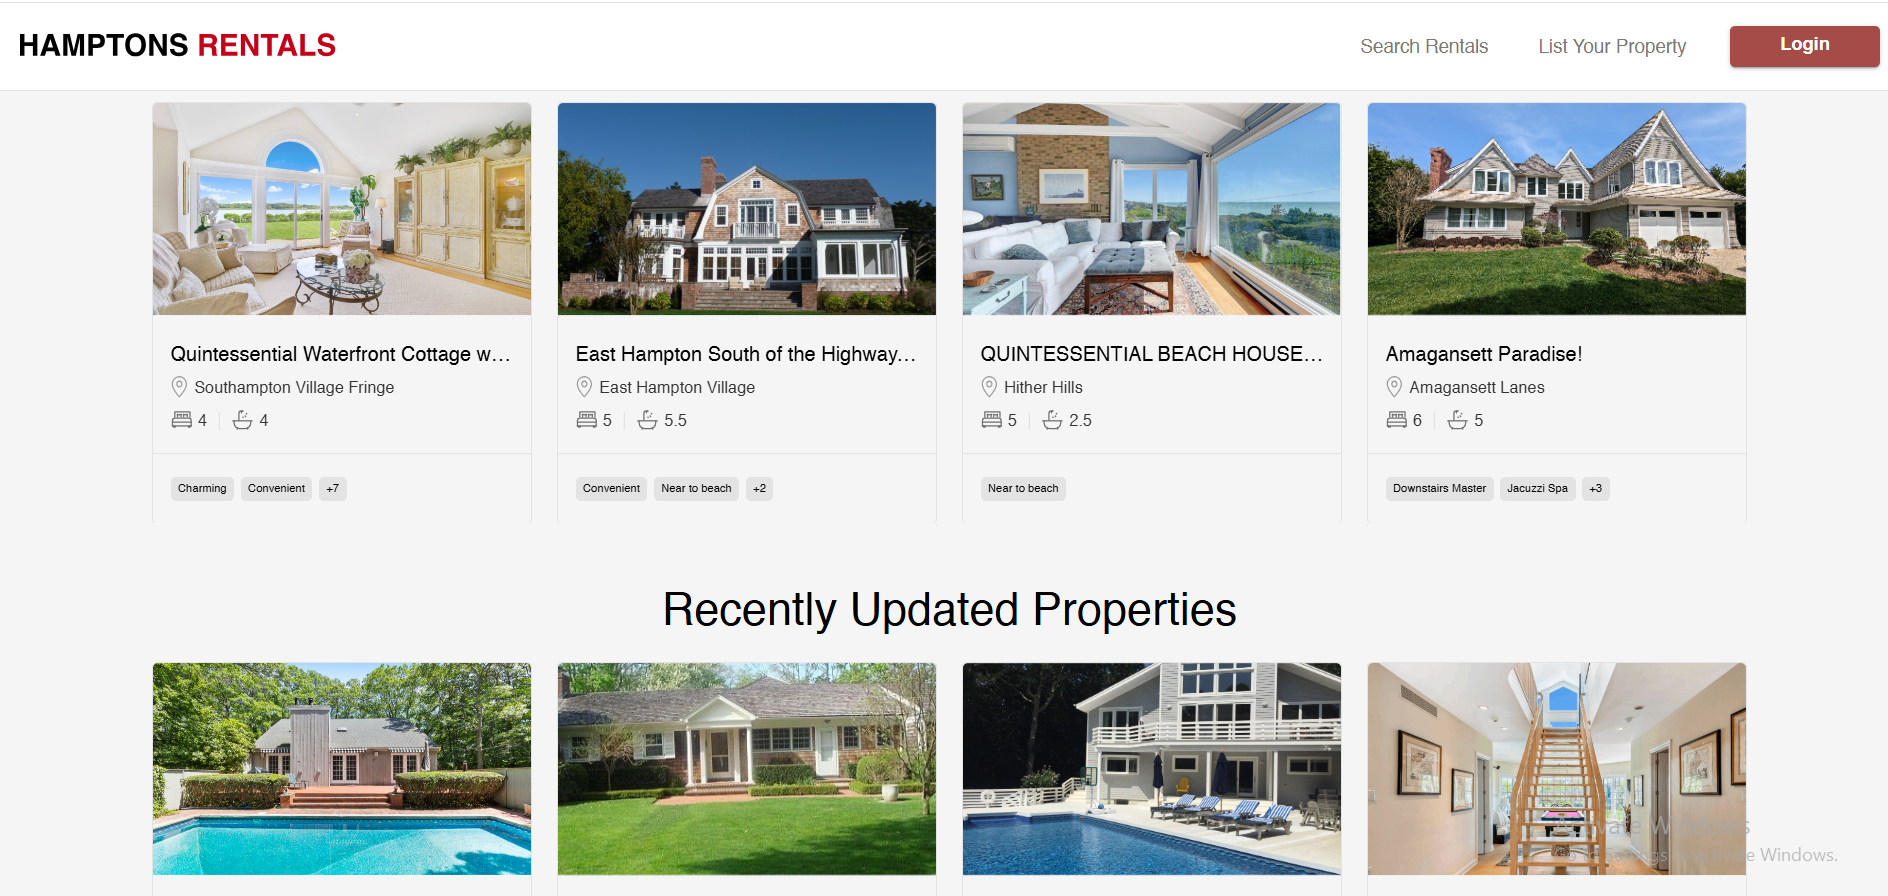 HAMPTONS RENTALS
Search Rentals
List Your Property
Login
Quintessential Waterfront Cottage w...
Southampton Village Fringe
4
4
Charming
Convenient
+7
East Hampton South of the Highway...
East Hampton Village
5
5.5
Convenient
Near to beach
+2
QUINTESSENTIAL BEACH HOUSE...
Hither Hills
5
2.5
Near to beach
Amagansett Paradise!
Amagansett Lanes
6
5
Downstairs Master
Jacuzzi Spa
+3
Recently Updated Properties
Activate Windows
Go to Settings to activate Windows.